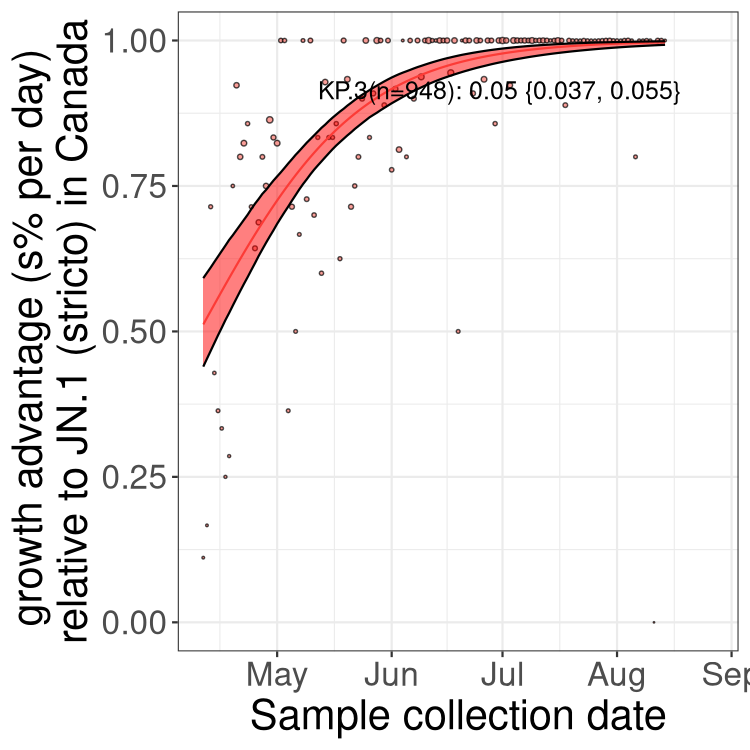 growth advantage (s% per day)
relative to JN.1 (stricto) in Canada
1.00
0.75
0.50
0.25
0.00
KP.3(n=948): 0.05 {0.037, 0.055}
May Jun Jul Aug Sep
Sample collection date